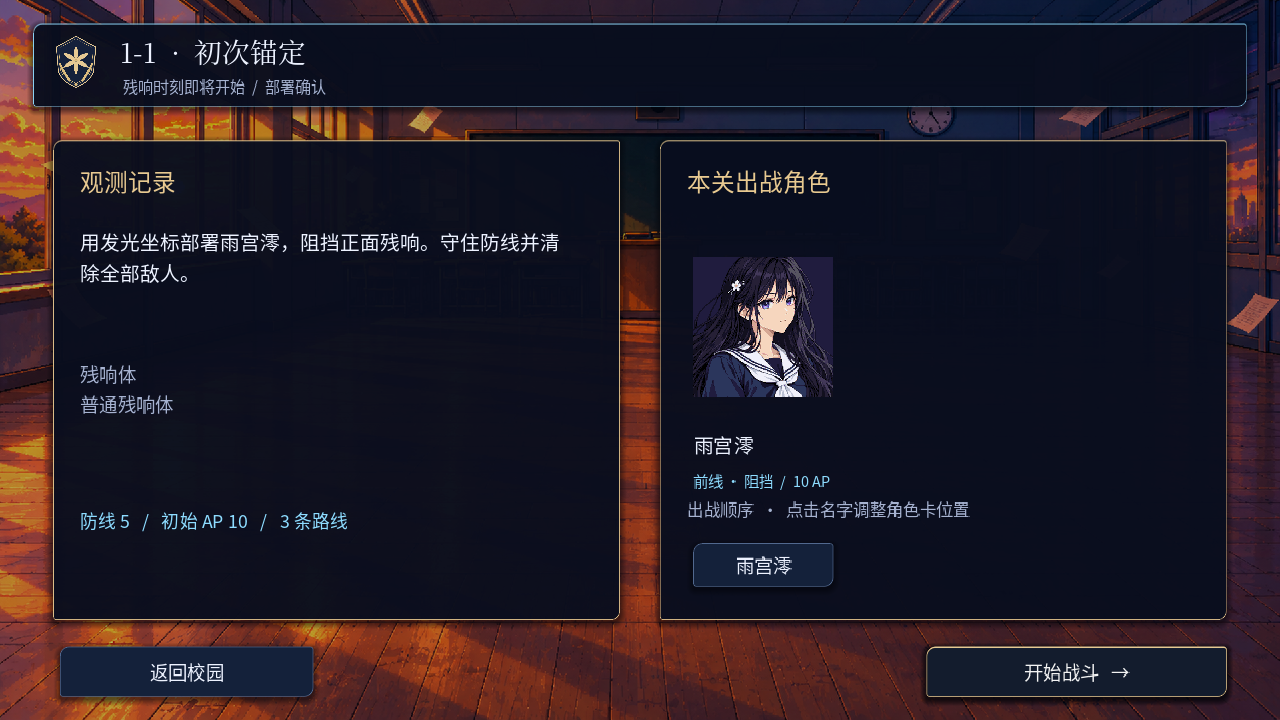 1-1 · 初次锚定
残响时刻即将开始 / 部署确认
观测记录
用发光坐标部署雨宫澪，阻挡正面残响。守住防线并清
除全部敌人。
残响体
普通残响体
防线 5 / 初始 AP 10 / 3 条路线
本关出战角色
雨宫澪
前线 · 阻挡 / 10 AP
出战顺序 · 点击名字调整角色卡位置
雨宫澪
返回校园
开始战斗 →